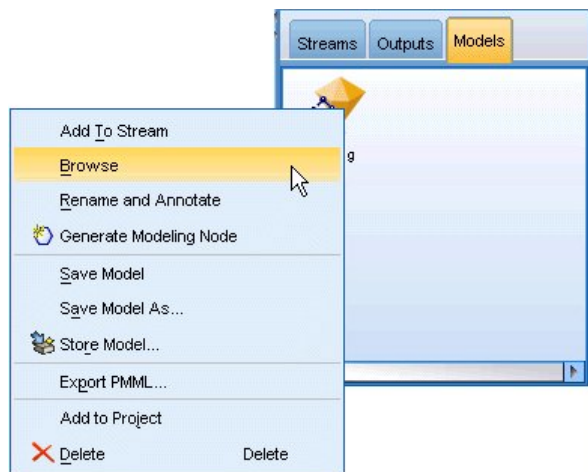 Streams Outputs Models
g
Add To Stream
Browse
Rename and Annotate
Generate Modeling Node
Save Model
Save Model As...
Store Model...
Export PMML...
Add to Project
Delete Delete